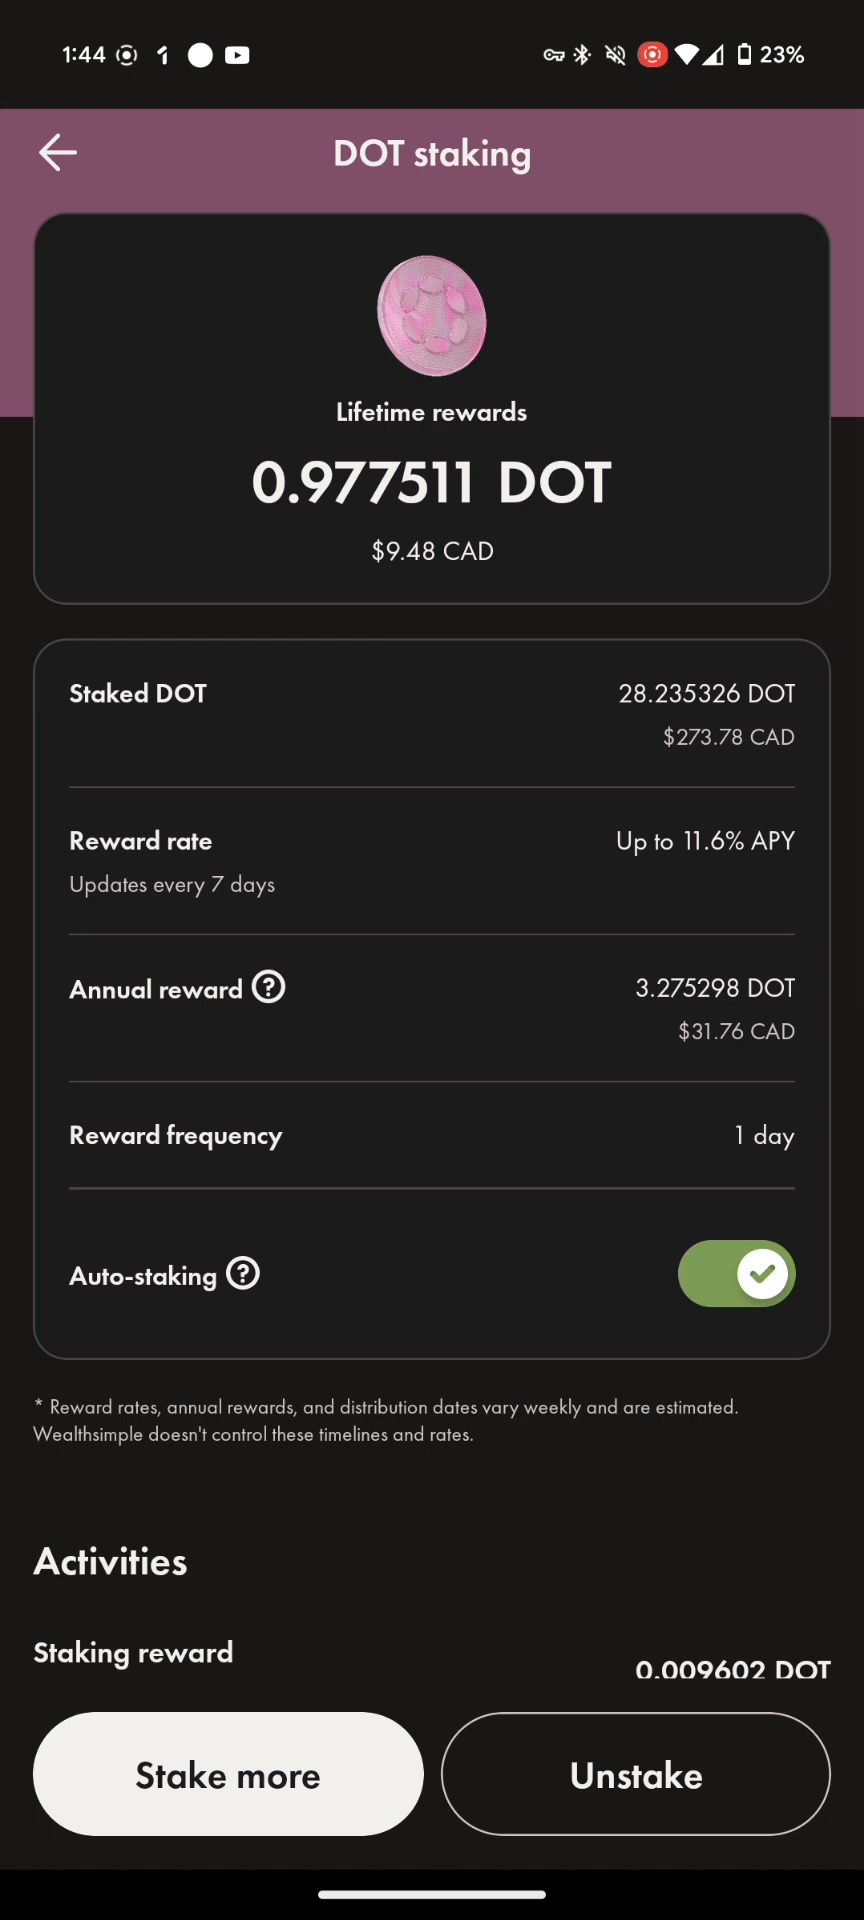 1:44
23%
DOT staking
Lifetime rewards
0.977511 DOT
$9.48 CAD
Staked DOT
28.235326 DOT
$273.78 CAD
Reward rate
Up to 11.6% APY
Updates every 7 days
Annual reward
3.275298 DOT
$31.76 CAD
Reward frequency
1 day
Auto-staking
* Reward rates, annual rewards, and distribution dates vary weekly and are estimated.
Wealthsimple doesn't control these timelines and rates.
Activities
Staking reward
0.009602 DOT
Stake more
Unstake